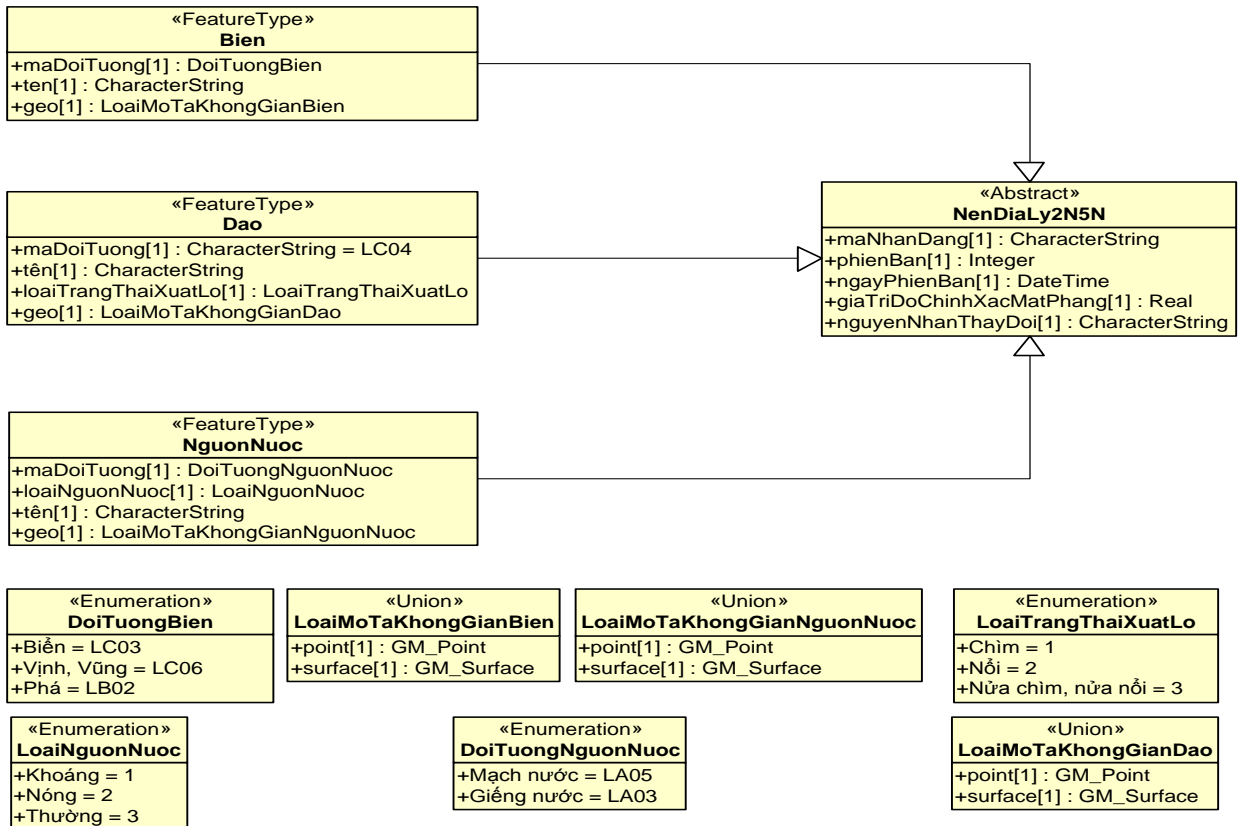 «FeatureType»
Bien
+maDoiTuong[1] : DoiTuongBien
+ten[1] : CharacterString
+geo[1] : LoaiMoTaKhongGianBien
«FeatureType»
Dao
+maDoiTuong[1] : CharacterString = LC04
+tên[1] : CharacterString
+loaiTrangThaiXuatLo[1] : LoaiTrangThaiXuatLo
+geo[1] : LoaiMoTaKhongGianDao
«Abstract»
NenDiaLy2N5N
+maNhanDang[1] : CharacterString
+phienBan[1] : Integer
+ngayPhienBan[1] : DateTime
+giaTriDoChinhXacMatPhang[1] : Real
+nguyenNhanThayDoi[1] : CharacterString
«FeatureType»
NguonNuoc
+maDoiTuong[1] : DoiTuongNguonNuoc
+loaiNguonNuoc[1] : LoaiNguonNuoc
+tên[1] : CharacterString
+geo[1] : LoaiMoTaKhongGianNguonNuoc
«Enumeration»
DoiTuongBien
+Biển = LC03
+Vịnh, Vũng = LC06
+Phá = LB02
«Union»
LoaiMoTaKhongGianBien
+point[1] : GM_Point
+surface[1] : GM_Surface
«Union»
LoaiMoTaKhongGianNguonNuoc
+point[1] : GM_Point
+surface[1] : GM_Surface
«Enumeration»
LoaiTrangThaiXuatLo
+Chìm = 1
+Nổi = 2
+Nửa chìm, nửa nổi = 3
«Enumeration»
LoaiNguonNuoc
+Khoáng = 1
+Nóng = 2
+Thường = 3
«Enumeration»
DoiTuongNguonNuoc
+Mạch nước = LA05
+Giếng nước = LA03
«Union»
LoaiMoTaKhongGianDao
+point[1] : GM_Point
+surface[1] : GM_Surface